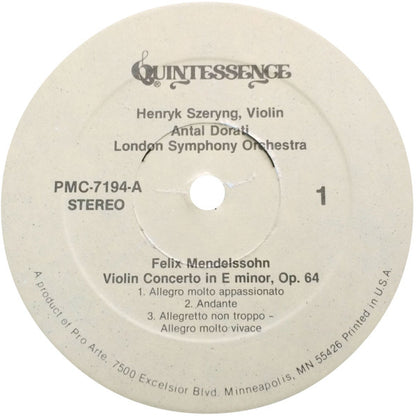 QUINTESSENCE®
Henryk Szeryng, Violin
Antal Dorati
London Symphony Orchestra
PMC-7194-A
STEREO
1
Felix Mendelssohn
Violin Concerto in E minor, Op. 64
1. Allegro molto appassionato
2. Andante
3. Allegretto non troppo –
Allegro molto vivace
A product of Pro Arte. 7500 Excelsior Blvd. Minneapolis, MN 55426 Printed in U.S.A.